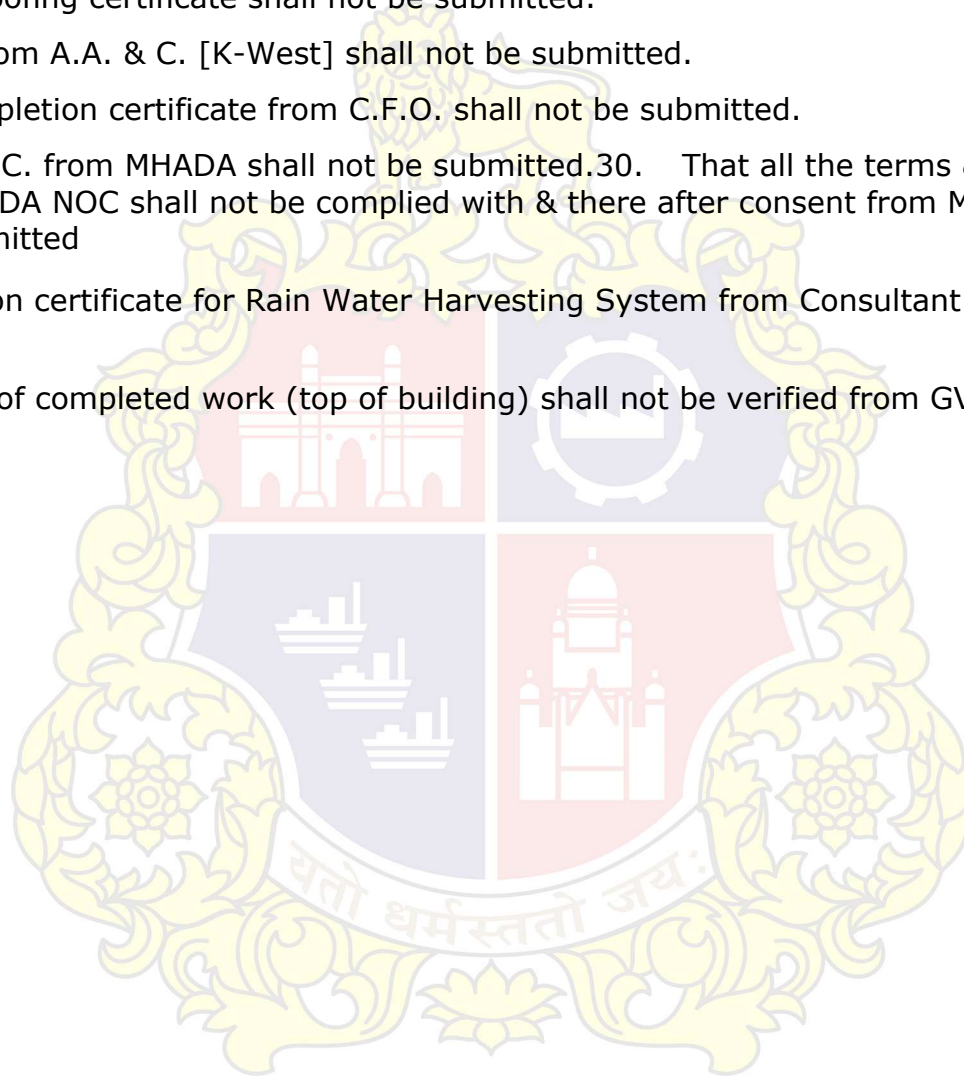 certificate shall not be submitted.
om A.A. & C. [K-West] shall not be submitted.
pletion certificate from C.F.O. shall not be submitted.
C. from MHADA shall not be submitted.30. That all the terms
DA NOC shall not be complied with & there after consent from M
mitted
on certificate for Rain Water Harvesting System from Consultant
of completed work (top of building) shall not be verified from GV
यतो धर्मस्ततो जय: